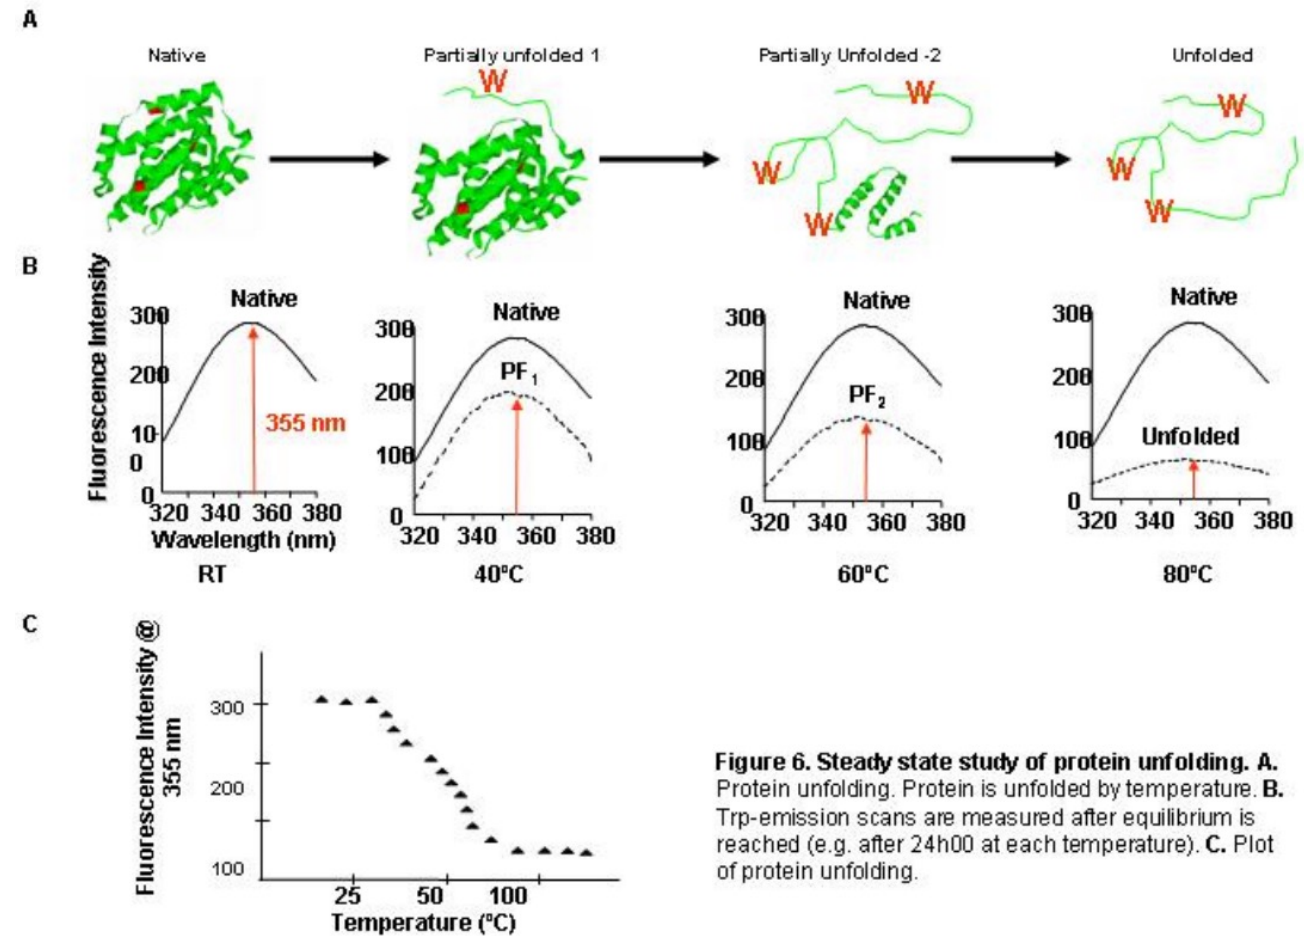 A
Native
Partially unfolded 1
Partially Unfolded -2
Unfolded
W
W
W
W
W
W
W
B
Fluorescence Intensity
Native
300
200
10
0
0
355 nm
320 340 360 380
Wavelength (nm)
RT
Native
PF1
300
200
100
0
320 340 360 380
40ºC
Native
PF2
300
200
100
0
320 340 360 380
60ºC
Native
Unfolded
300
200
100
0
320 340 360 380
80ºC
C
Fluorescence Intensity @
355 nm
300
200
100
25 50 100
Temperature (ºC)
Figure 6. Steady state study of protein unfolding. A.
Protein unfolding. Protein is unfolded by temperature. B.
Trp-emission scans are measured after equilibrium is
reached (e.g. after 24h00 at each temperature). C. Plot
of protein unfolding.